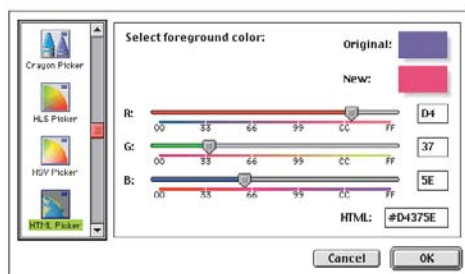 Crayon Picker
HLS Picker
HSV Picker
HTML Picker
Select foreground color:
Original:
New:
R:
D4
00 33 66 99 CC FF
G:
37
00 33 66 99 CC FF
B:
5E
00 33 66 99 CC FF
HTML: #D4375E
Cancel OK